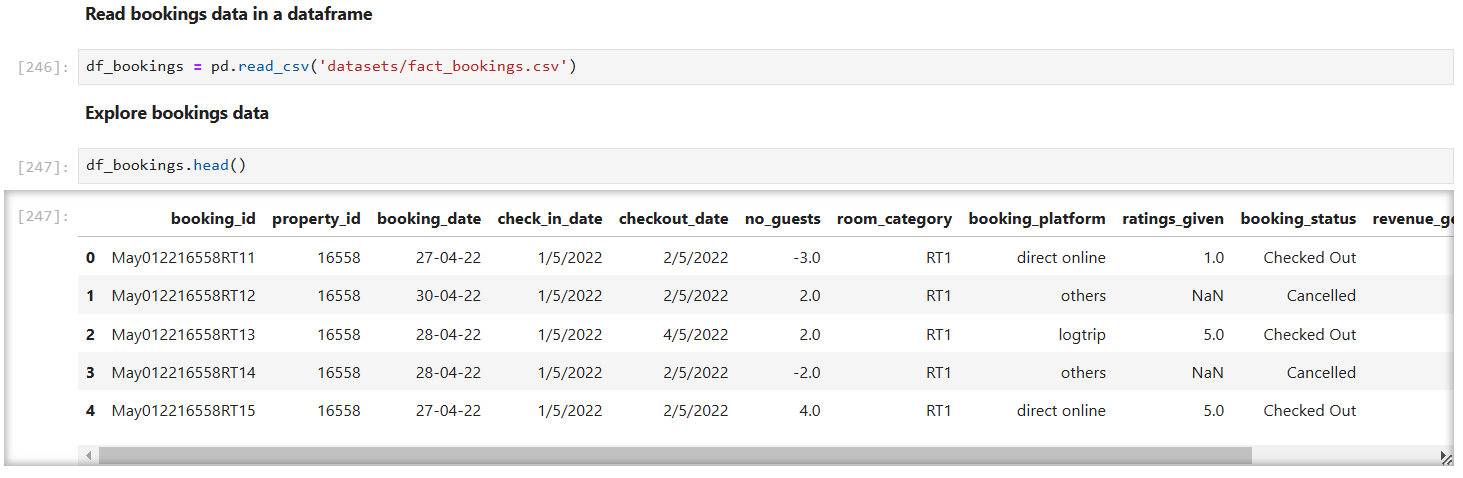 Read bookings data in a dataframe
[246]: df_bookings = pd.read_csv('datasets/fact_bookings.csv')
Explore bookings data
[247]: df_bookings.head()
[247]: booking_id property_id booking_date check_in_date checkout_date no_guests room_category booking_platform ratings_given booking_status revenue_ge
0 May012216558RT11 16558 27-04-22 1/5/2022 2/5/2022 -3.0 RT1 direct online 1.0 Checked Out
1 May012216558RT12 16558 30-04-22 1/5/2022 2/5/2022 2.0 RT1 others NaN Cancelled
2 May012216558RT13 16558 28-04-22 1/5/2022 4/5/2022 2.0 RT1 logtrip 5.0 Checked Out
3 May012216558RT14 16558 28-04-22 1/5/2022 2/5/2022 -2.0 RT1 others NaN Cancelled
4 May012216558RT15 16558 27-04-22 1/5/2022 2/5/2022 4.0 RT1 direct online 5.0 Checked Out